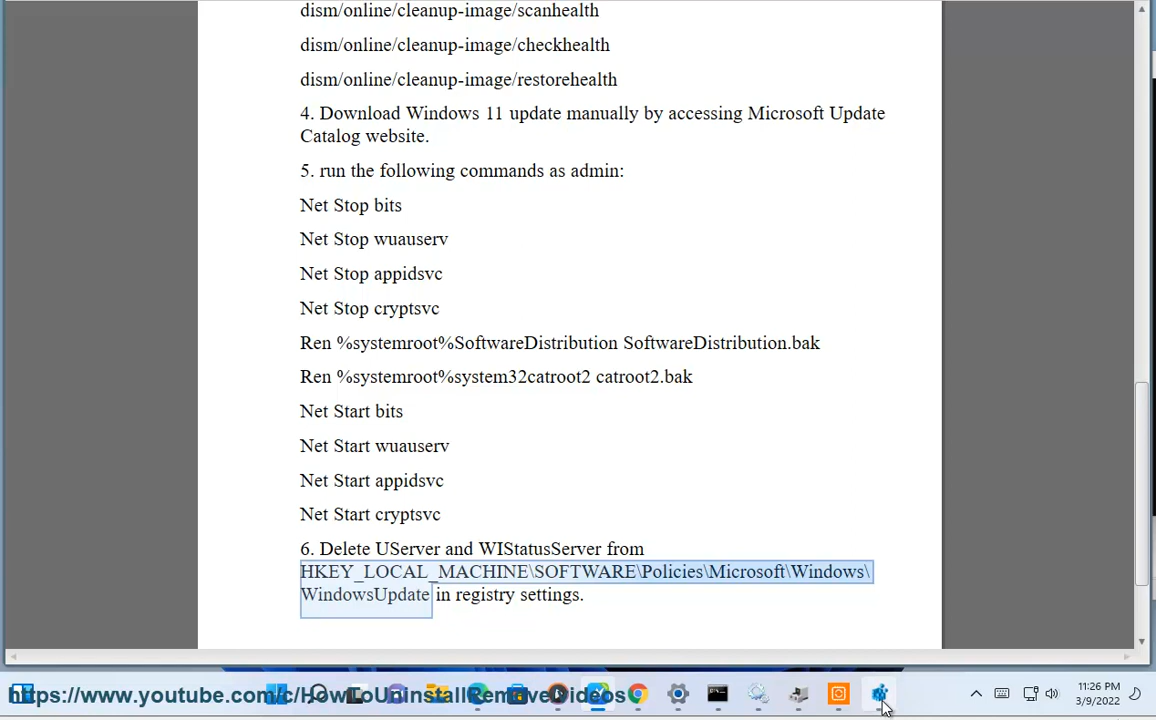 dism/online/cleanup-image/scanhealth
dism/online/cleanup-image/checkhealth
dism/online/cleanup-image/restorehealth
4. Download Windows 11 update manually by accessing Microsoft Update
Catalog website.
5. run the following commands as admin:
Net Stop bits
Net Stop wuauserv
Net Stop appidsvc
Net Stop cryptsvc
Ren %systemroot%SoftwareDistribution SoftwareDistribution.bak
Ren %systemroot%system32catroot2 catroot2.bak
Net Start bits
Net Start wuauserv
Net Start appidsvc
Net Start cryptsvc
6. Delete UServer and WIStatusServer from
HKEY_LOCAL_MACHINE\SOFTWARE\Policies\Microsoft\Windows\
WindowsUpdate in registry settings.
https://www.youtube.com/c/HowToUninstallRemoveVideos
11:26 PM
3/9/2022